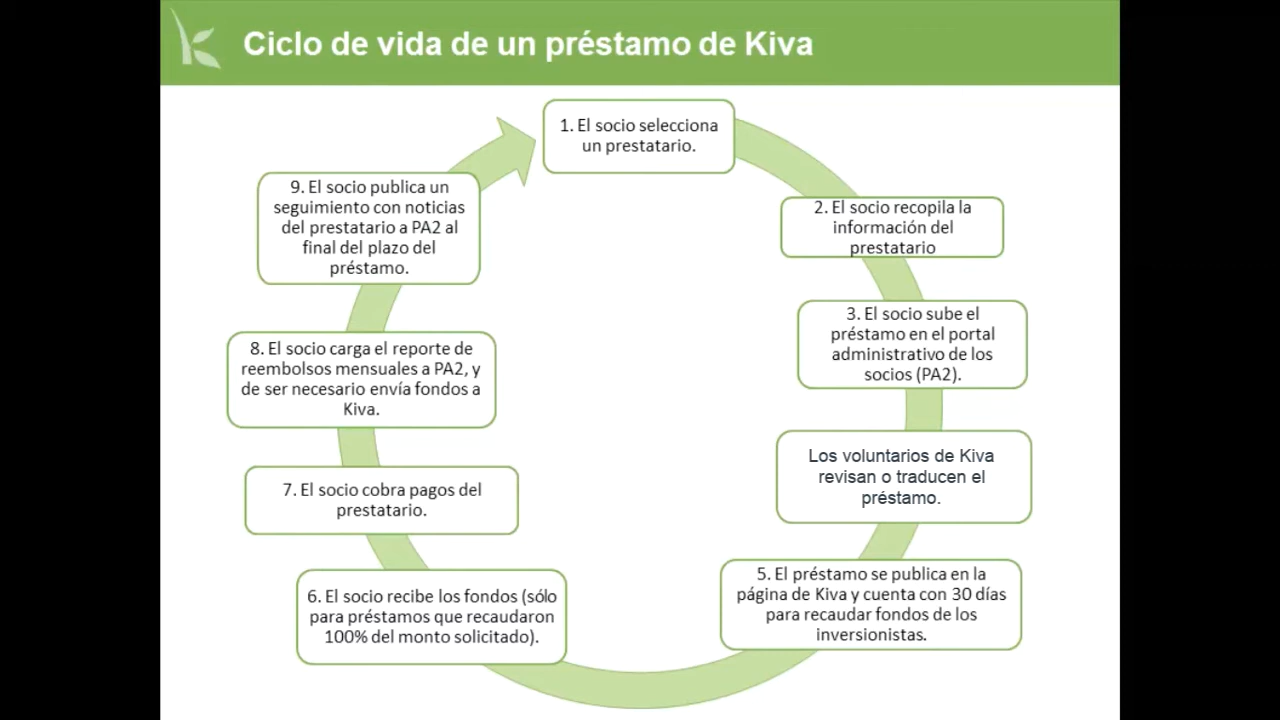 Ciclo de vida de un préstamo de Kiva
1. El socio selecciona
un prestatario.
2. El socio recopila la
información del
prestatario
3. El socio sube el
préstamo en el portal
administrativo de los
socios (PA2).
Los voluntarios de Kiva
revisan o traducen el
préstamo.
5. El préstamo se publica en la
página de Kiva y cuenta con 30 días
para recaudar fondos de los
inversionistas.
6. El socio recibe los fondos (sólo
para préstamos que recaudaron
100% del monto solicitado).
7. El socio cobra pagos del
prestatario.
8. El socio carga el reporte de
reembolsos mensuales a PA2, y
de ser necesario envía fondos a
Kiva.
9. El socio publica un
seguimiento con noticias
del prestatario a PA2 al
final del plazo del
préstamo.